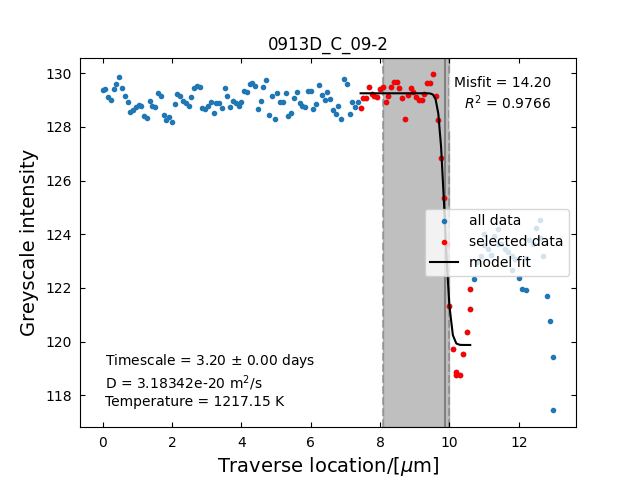 0913D_C_09-2
Misfit = 14.20
R² = 0.9766
130
128
126
124
122
120
118
Greyscale intensity
all data
selected data
model fit
Timescale = 3.20 ± 0.00 days
D = 3.18342e-20 m²/s
Temperature = 1217.15 K
0 2 4 6 8 10 12
Traverse location/[μm]